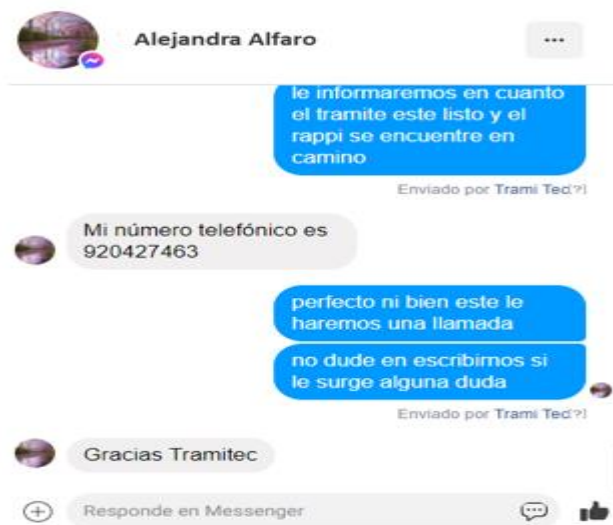 Alejandra Alfaro
...
le informaremos en cuanto
el tramite este listo y el
rappi se encuentre en
camino
Enviado por Trami Tec[?]
Mi número telefónico es
920427463
perfecto ni bien este le
haremos una llamada
no dude en escribirnos si
le surge alguna duda
Enviado por Trami Tec[?]
Gracias Tramitec
Responde en Messenger